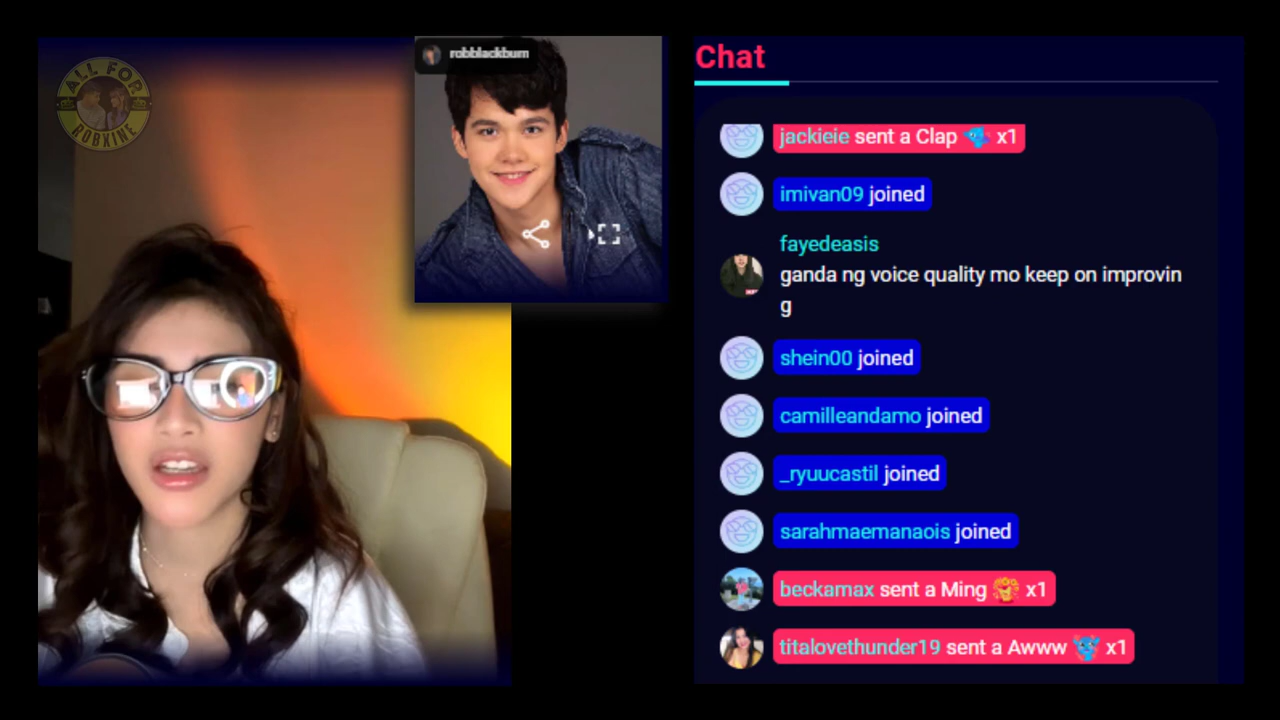 ALL FOR
ROBXINE
robblackburn
Chat
jackieie sent a Clap x1
imivan09 joined
fayedeasis
ganda ng voice quality mo keep on improvin
g
shein00 joined
camilleandamo joined
_ryuucastil joined
sarahmaemanaois joined
beckamax sent a Ming x1
titalovethunder19 sent a Awww x1